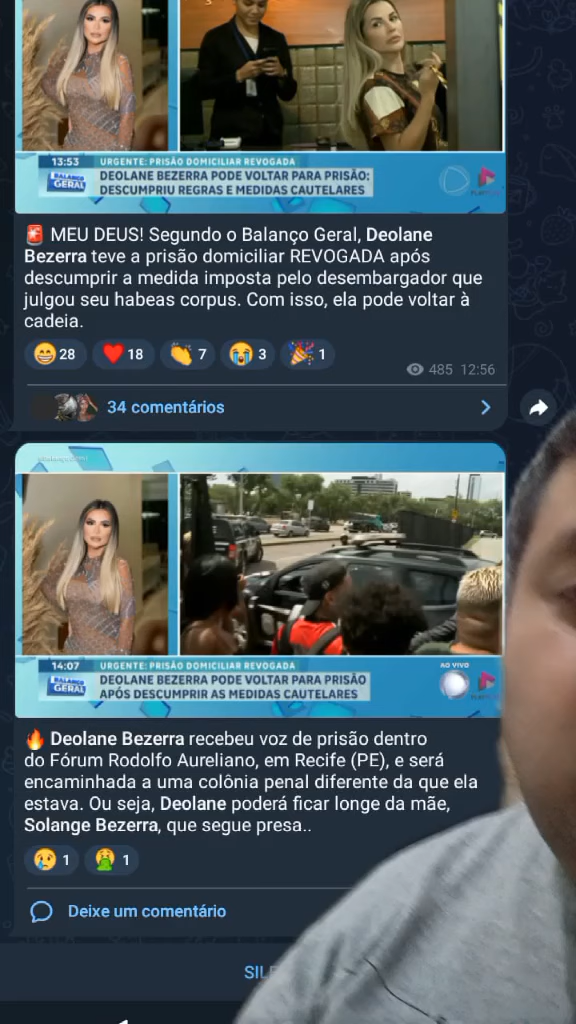 13:53
URGENTE: PRISÃO DOMICILIAR REVOGADA
BALANÇO
GERAL
DEOLANE BEZERRA PODE VOLTAR PARA PRISÃO;
DESCUMPRIU REGRAS E MEDIDAS CAUTELARES
🚨 MEU DEUS! Segundo o Balanço Geral, Deolane
Bezerra teve a prisão domiciliar REVOGADA após
descumprir a medida imposta pelo desembargador que
julgou seu habeas corpus. Com isso, ela pode voltar à
cadeia.
😁 28 ❤️ 18 👏 7 😭 3 🎉 1
485 12:56
34 comentários
14:07
URGENTE: PRISÃO DOMICILIAR REVOGADA
AO VIVO
BALANÇO
GERAL
DEOLANE BEZERRA PODE VOLTAR PARA PRISÃO
APÓS DESCUMPRIR AS MEDIDAS CAUTELARES
🔥 Deolane Bezerra recebeu voz de prisão dentro
do Fórum Rodolfo Aureliano, em Recife (PE), e será
encaminhada a uma colônia penal diferente da que ela
estava. Ou seja, Deolane poderá ficar longe da mãe,
Solange Bezerra, que segue presa..
😢 1 🤮 1
Deixe um comentário